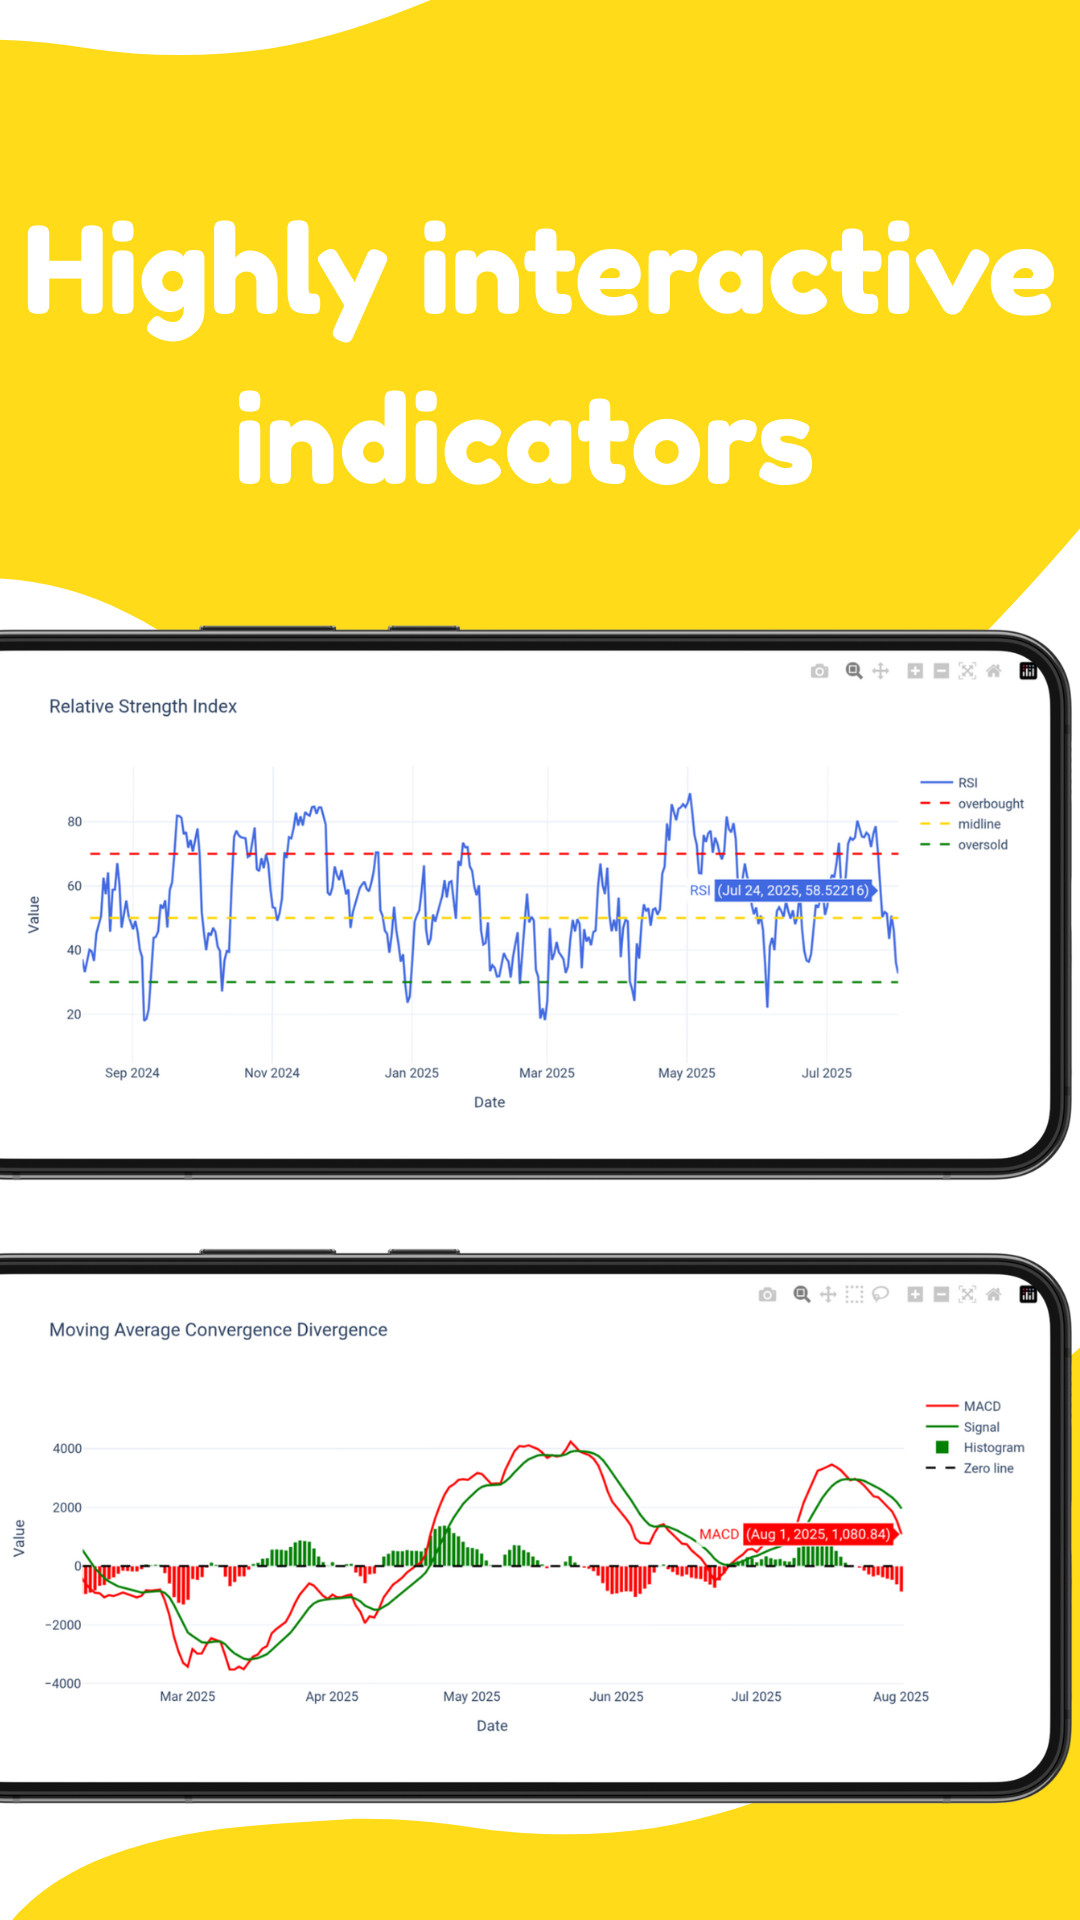 Highly interactive
indicators
Relative Strength Index
RSI
overbought
midline
oversold
80
60
40
20
Value
RSI (Jul 24, 2025, 58.52216)
Sep 2024 Nov 2024 Jan 2025 Mar 2025 May 2025 Jul 2025
Date
Moving Average Convergence Divergence
MACD
Signal
Histogram
Zero line
4000
2000
0
−2000
−4000
Value
MACD (Aug 1, 2025, 1,080.84)
Mar 2025 Apr 2025 May 2025 Jun 2025 Jul 2025 Aug 2025
Date